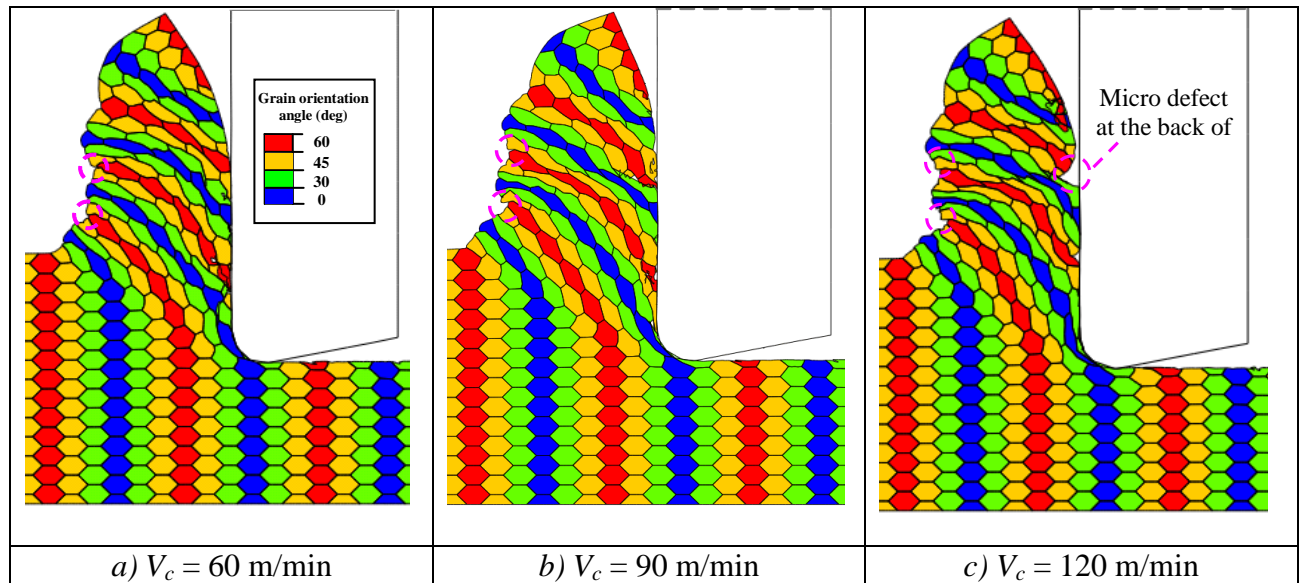 Grain orientation
angle (deg)
60
45
30
0
Micro defect
at the back of
a) Vc = 60 m/min
b) Vc = 90 m/min
c) Vc = 120 m/min